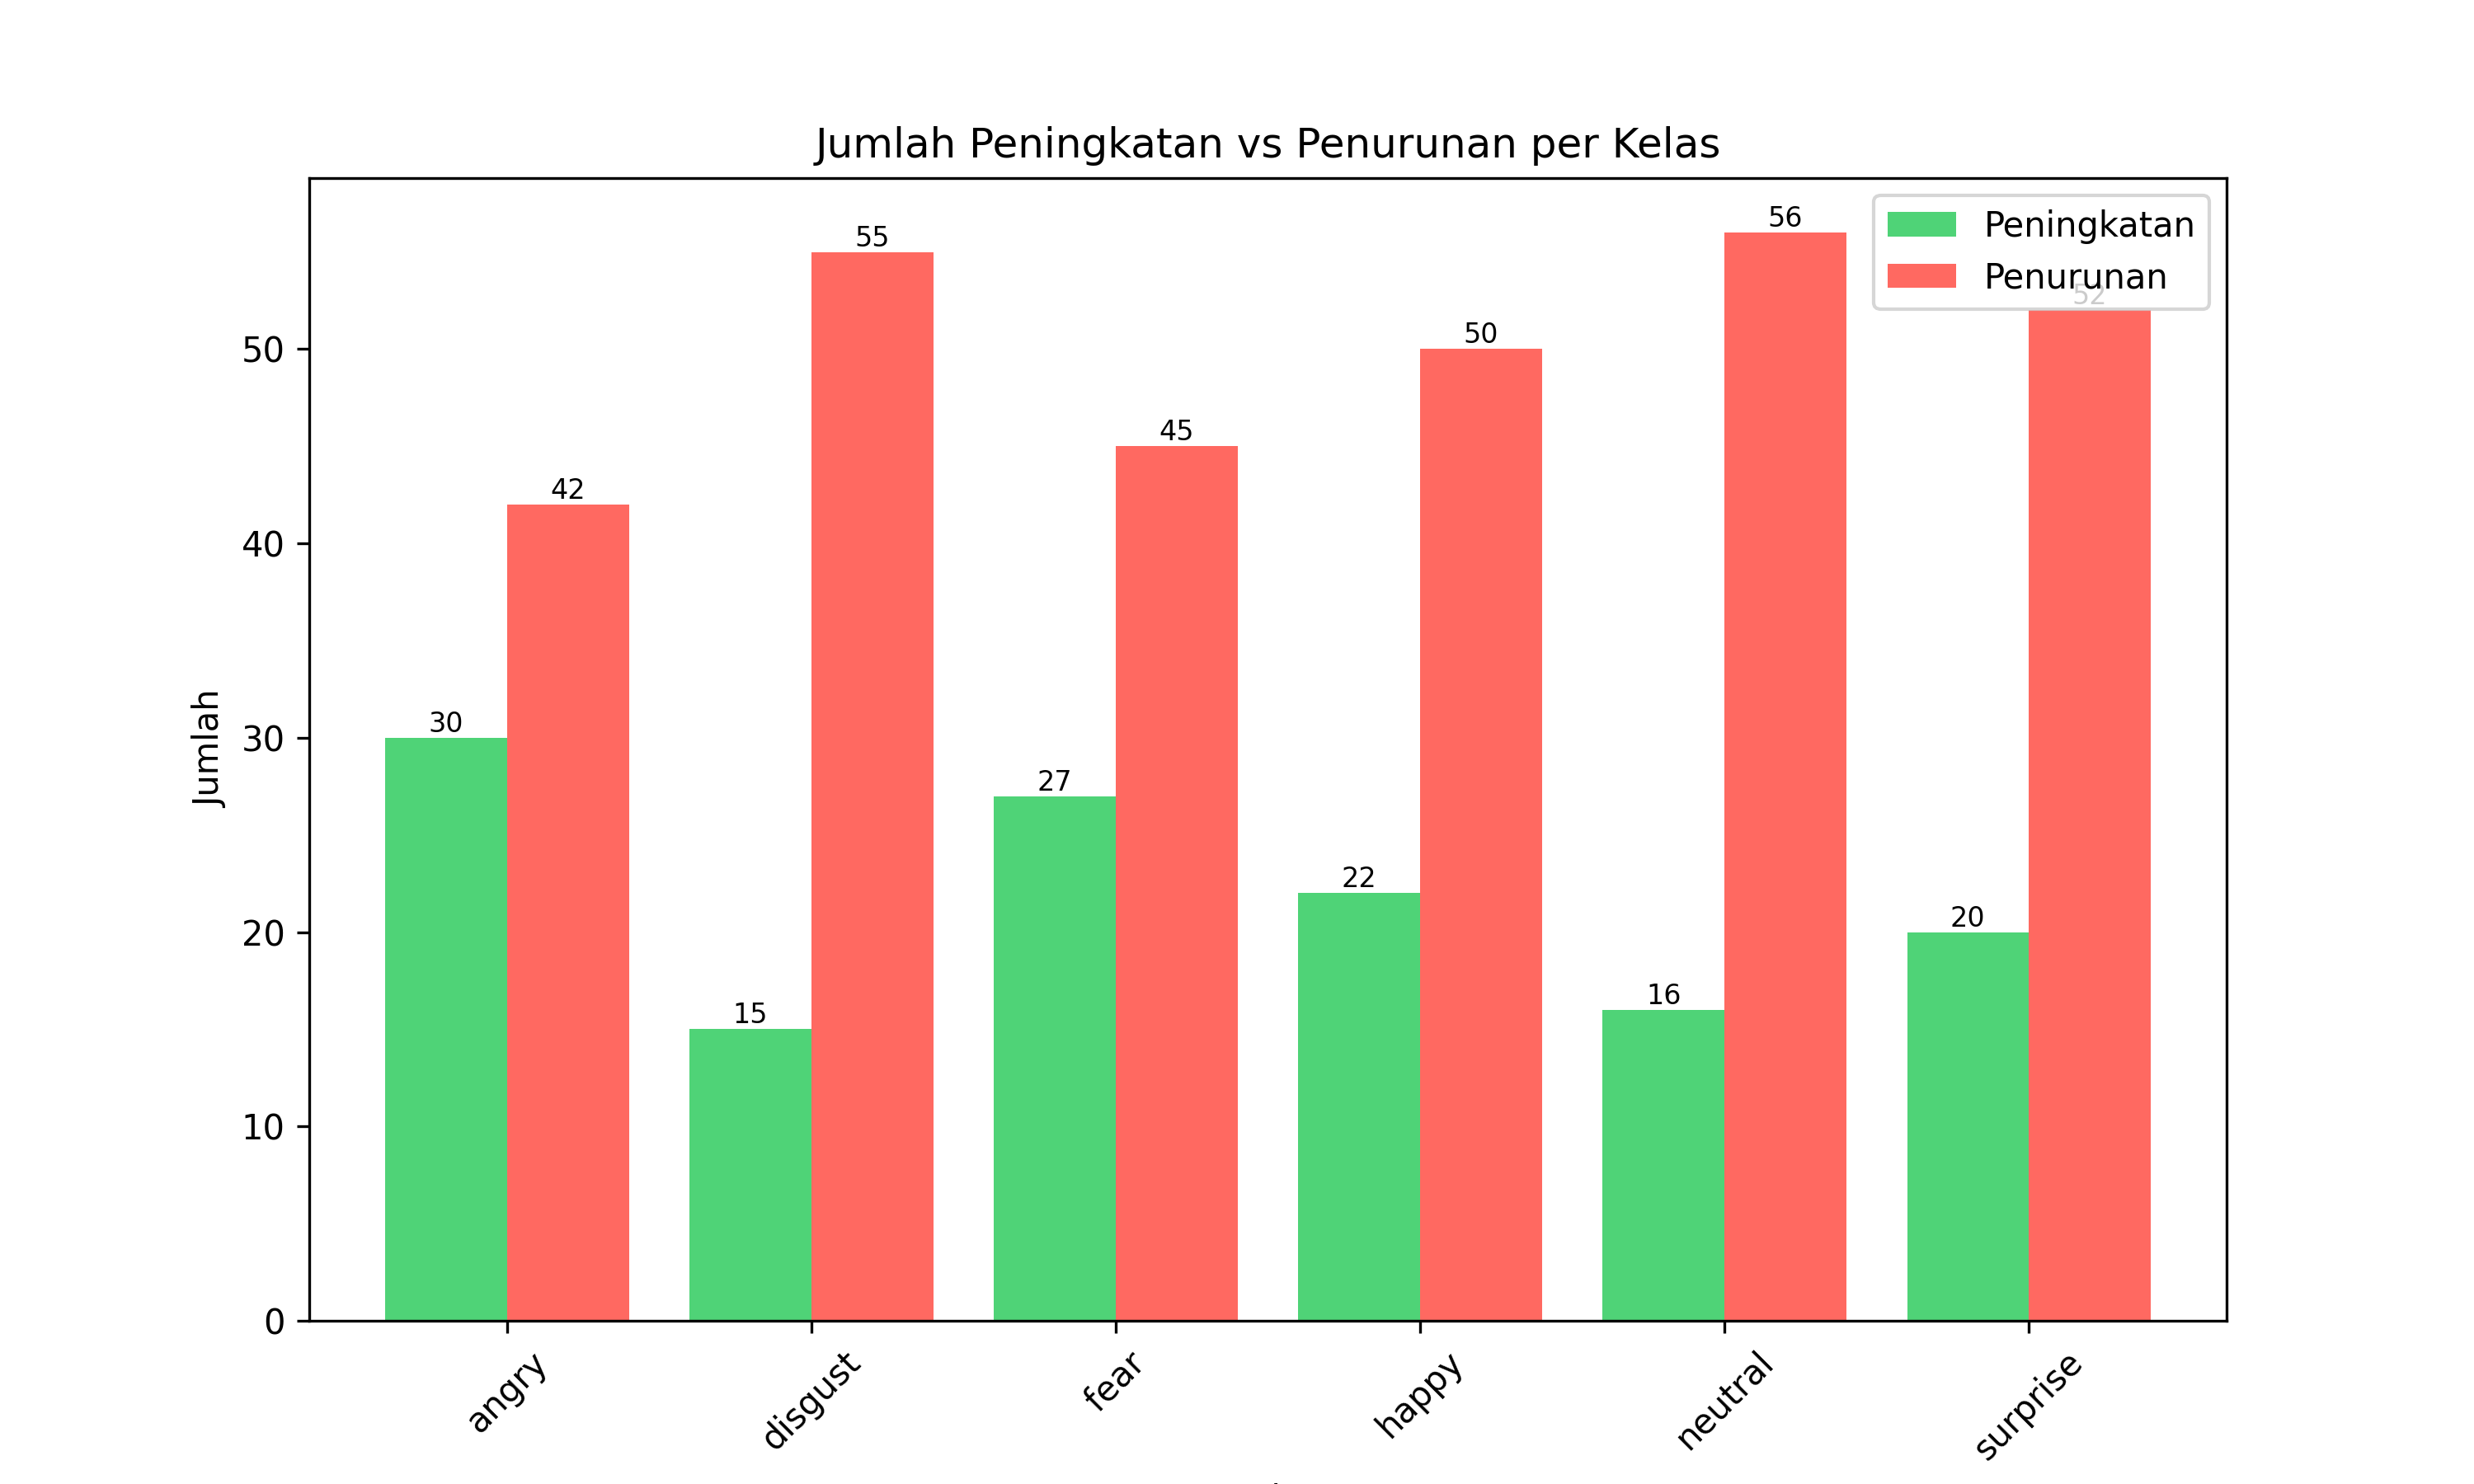 Jumlah Peningkatan vs Penurunan per Kelas
Peningkatan
Penurunan
Jumlah
50
40
30
20
10
0
30
42
15
55
27
45
22
50
16
56
20
52
angry
disgust
fear
happy
neutral
surprise